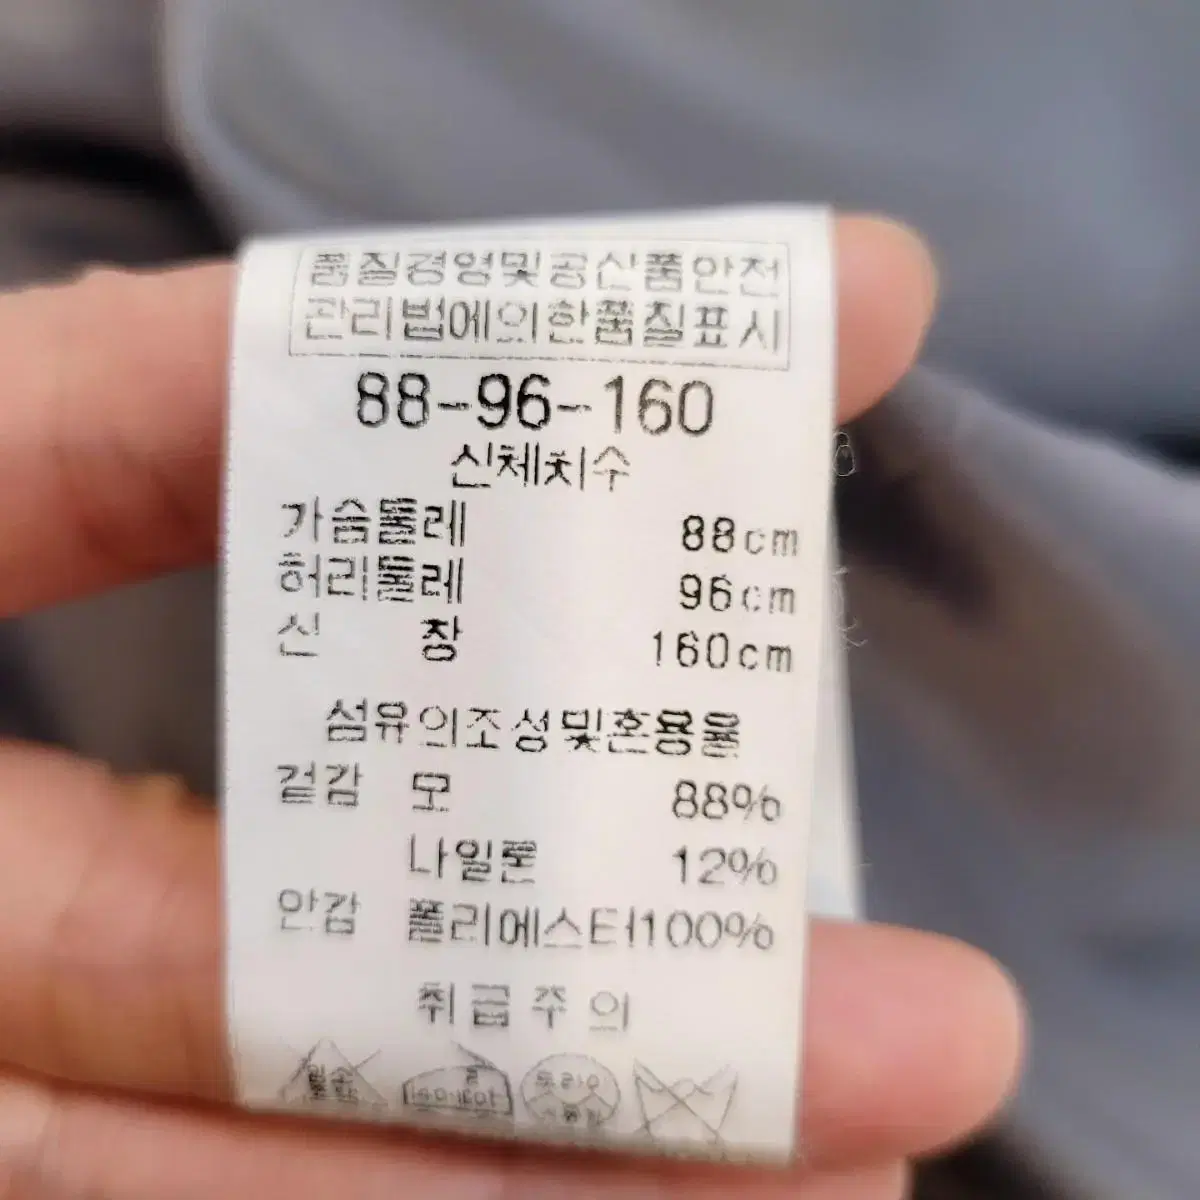 품질경영및공산품안전
관리법에의한품질표시
88-96-160
신체치수
가슴둘레 88cm
허리둘레 96cm
신 장 160cm
섬유의조성및혼용율
겉감 모 88%
나일론 12%
안감 폴리에스터100%
취급주의
드라이